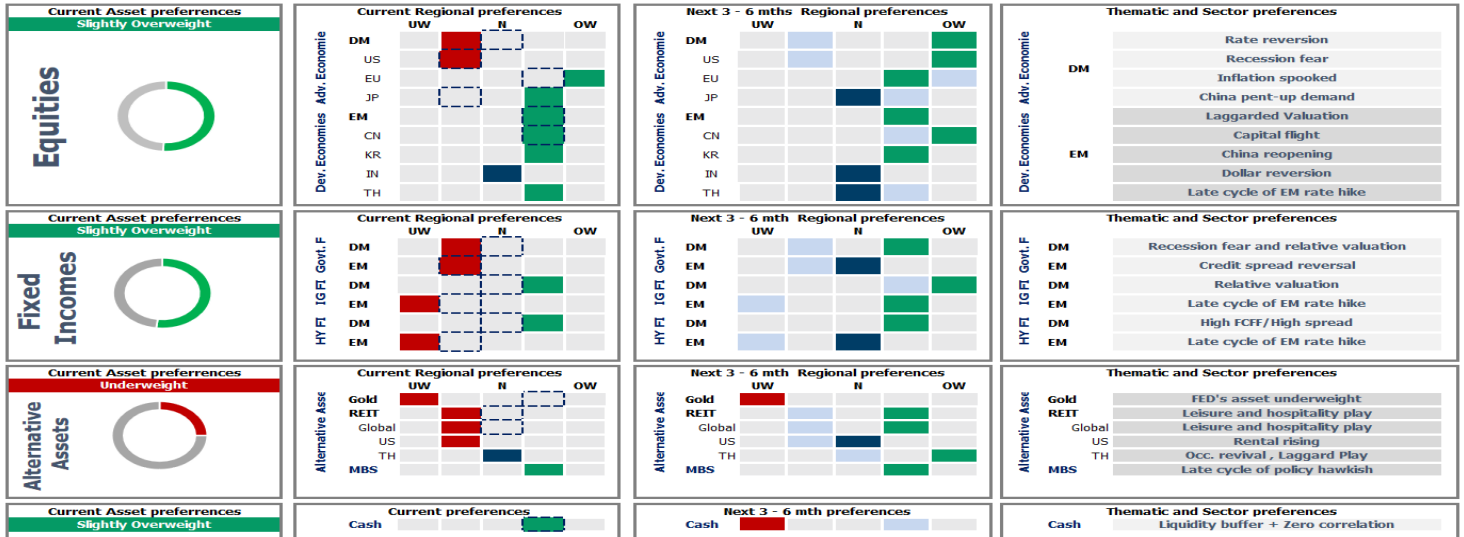 Current Asset preferrences
Slightly Overweight
Equities
Current Regional preferences
UW N OW
Adv. Economie
DM
US
EU
JP
Dev. Economies
EM
CN
KR
IN
TH
Next 3 - 6 mths Regional preferences
UW N OW
Adv. Economie
DM
US
EU
JP
Dev. Economies
EM
CN
KR
IN
TH
Thematic and Sector preferences
Adv. Economie
DM
Rate reversion
Recession fear
Inflation spooked
China pent-up demand
Dev. Economies
EM
Laggarded Valuation
Capital flight
China reopening
Dollar reversion
Late cycle of EM rate hike
Current Asset preferrences
Slightly Overweight
Fixed
Incomes
Current Regional preferences
UW N OW
Govt. F
DM
EM
IG FI
DM
EM
HY FI
DM
EM
Next 3 - 6 mth Regional preferences
UW N OW
Govt. F
DM
EM
IG FI
DM
EM
HY FI
DM
EM
Thematic and Sector preferences
Govt. F
DM Recession fear and relative valuation
EM Credit spread reversal
IG FI
DM Relative valuation
EM Late cycle of EM rate hike
HY FI
DM High FCFF/High spread
EM Late cycle of EM rate hike
Current Asset preferrences
Underweight
Alternative
Assets
Current Regional preferences
UW N OW
Alternative Asse
Gold
REIT
Global
US
TH
MBS
Next 3 - 6 mth Regional preferences
UW N OW
Alternative Asse
Gold
REIT
Global
US
TH
MBS
Thematic and Sector preferences
Alternative Asse
Gold FED's asset underweight
REIT Leisure and hospitality play
Global Leisure and hospitality play
US Rental rising
TH Occ. revival , Laggard Play
MBS Late cycle of policy hawkish
Current Asset preferrences
Slightly Overweight
Current preferences
Cash
Next 3 - 6 mth preferences
Cash
Thematic and Sector preferences
Cash Liquidity buffer + Zero correlation